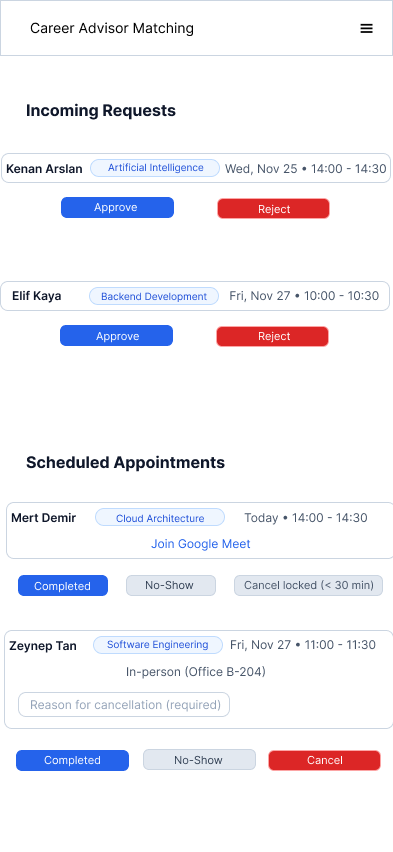 Career Advisor Matching
Incoming Requests
Kenan Arslan Artificial Intelligence Wed, Nov 25 • 14:00 - 14:30
Approve Reject
Elif Kaya Backend Development Fri, Nov 27 • 10:00 - 10:30
Approve Reject
Scheduled Appointments
Mert Demir Cloud Architecture Today • 14:00 - 14:30
Join Google Meet
Completed No-Show Cancel locked (< 30 min)
Zeynep Tan Software Engineering Fri, Nov 27 • 11:00 - 11:30
In-person (Office B-204)
Reason for cancellation (required)
Completed No-Show Cancel